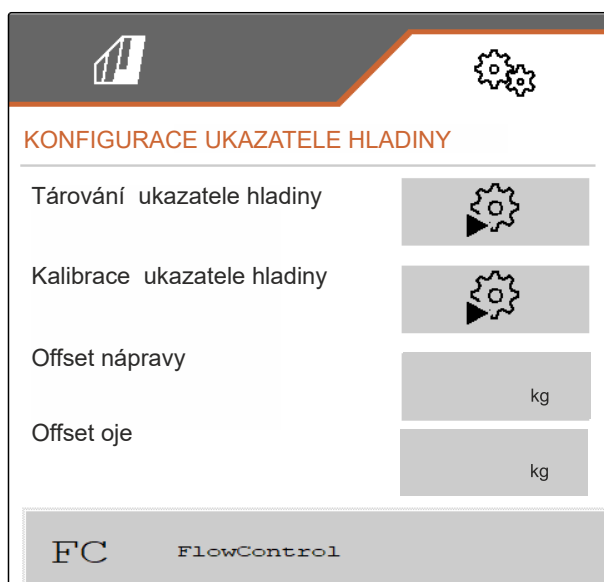 KONFIGURACE UKAZATELE HLADINY
Tárování ukazatele hladiny
Kalibrace ukazatele hladiny
Offset nápravy
kg
Offset oje
kg
FC FlowControl